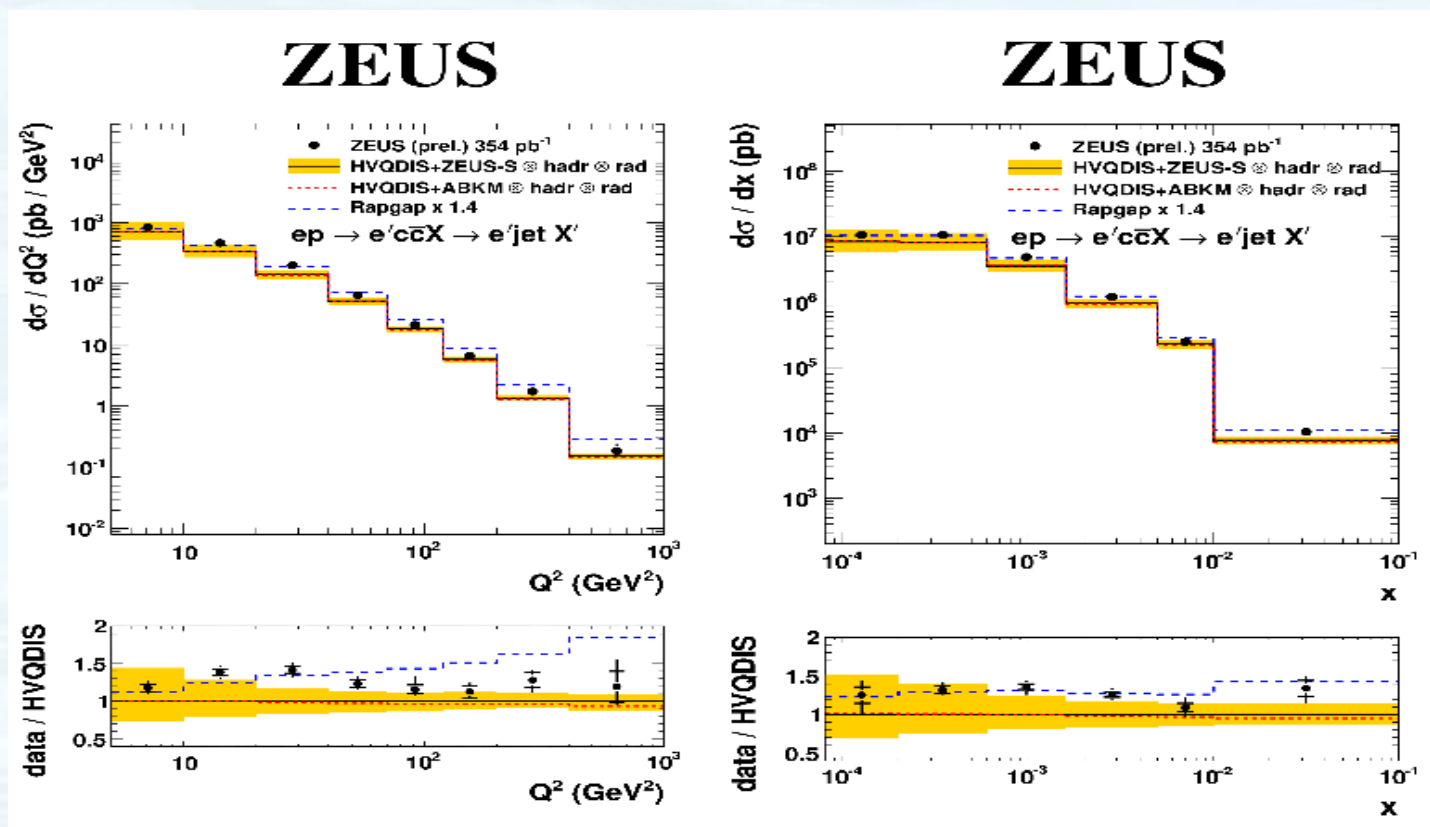 ZEUS
dσ / dQ² (pb / GeV²)
10⁴
10³
10²
10
1
10⁻¹
10⁻²
ZEUS (prel.) 354 pb⁻¹
HVQDIS+ZEUS-S ⊗ hadr ⊗ rad
HVQDIS+ABKM ⊗ hadr ⊗ rad
Rapgap x 1.4
ep → e′cc̅X → e′jet X′
10
10²
10³
Q² (GeV²)
data / HVQDIS
2
1.5
1
0.5
10
10²
10³
Q² (GeV²)
ZEUS
dσ / dx (pb)
10⁸
10⁷
10⁶
10⁵
10⁴
10³
ZEUS (prel.) 354 pb⁻¹
HVQDIS+ZEUS-S ⊗ hadr ⊗ rad
HVQDIS+ABKM ⊗ hadr ⊗ rad
Rapgap x 1.4
ep → e′cc̅X → e′jet X′
10⁻⁴
10⁻³
10⁻²
10⁻¹
x
data / HVQDIS
2
1.5
1
0.5
10⁻⁴
10⁻³
10⁻²
10⁻¹
x